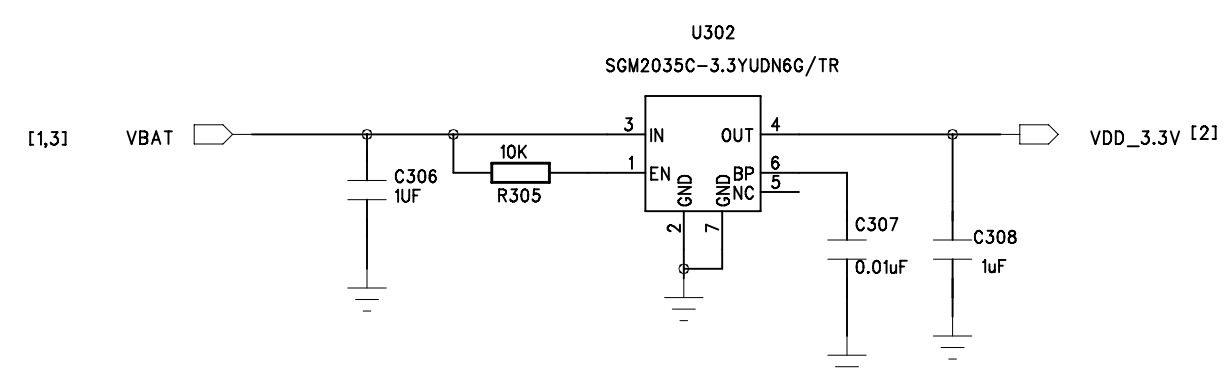 U302
SGM2035C-3.3YUDN6G/TR
[1,3]
VBAT
3
IN
OUT
4
VDD_3.3V
[2]
10K
R305
1
EN
BP
6
NC
5
GND
GND
2
7
C306
1UF
C307
0.01uF
C308
1uF